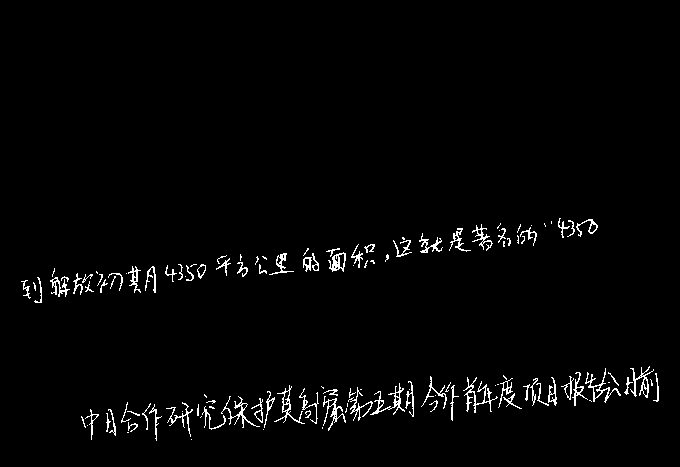 到解放初期4350平方公里的面积,这就是著名的“4350
中日合作研究保护莫高窟第五期合作首年度项目报告会日前